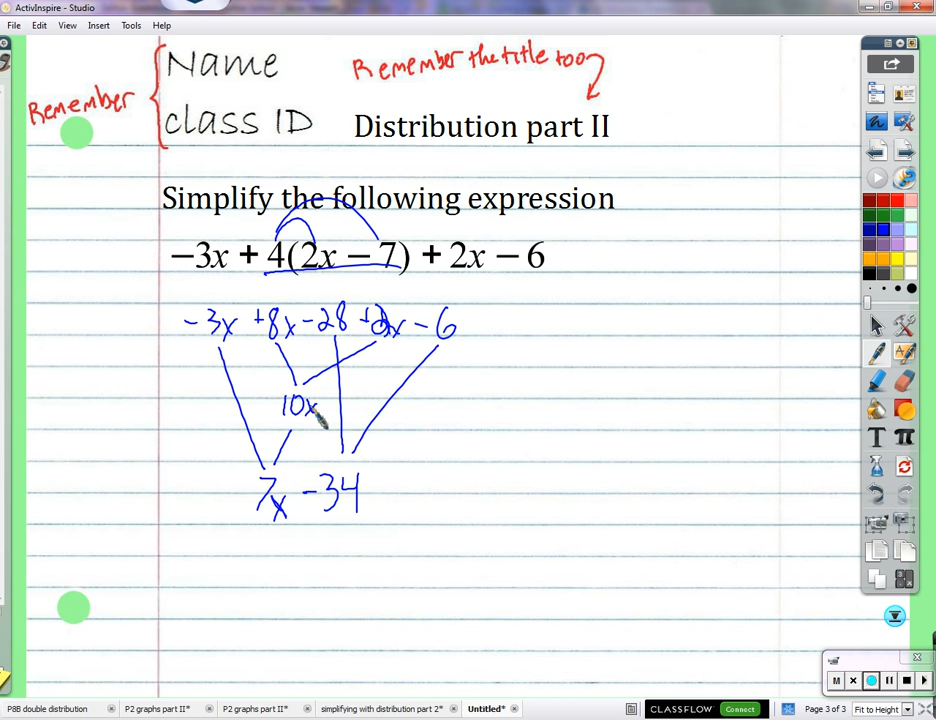 ActivInspire - Studio
File Edit View Insert Tools Help
Name
Remember the title too
Remember
class ID
Distribution part II
Simplify the following expression
−3x + 4(2x − 7) + 2x − 6
-3x +8x -28 +2x -6
10x
7x -34
M
P8B double distribution P2 graphs part II* P2 graphs part II* simplifying with distribution part 2* Untitled* CLASSFLOW Connect Page 3 of 3 Fit to Height